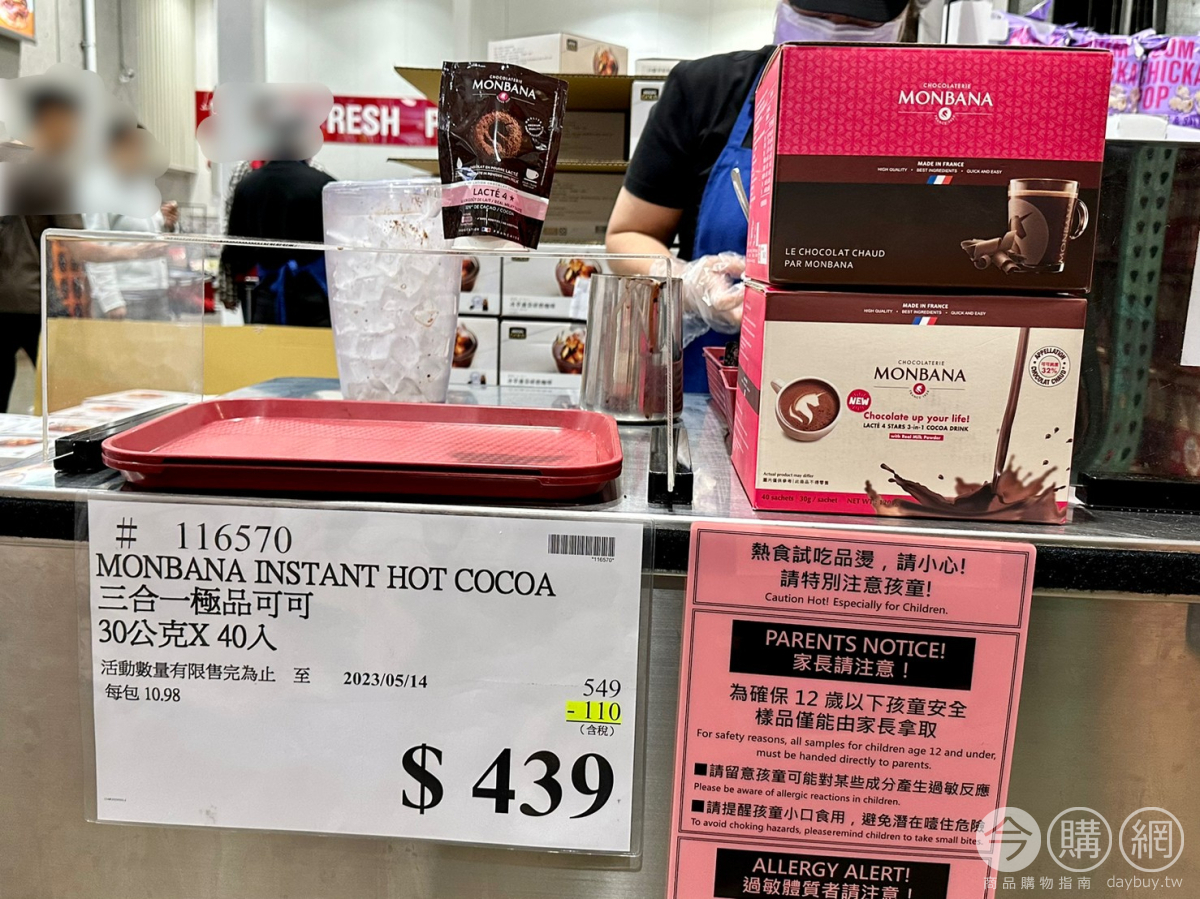 FRESH
CHOCOLATERIE
MONBANA
LACTÉ 4★
CHOCOLATERIE
MONBANA
MADE IN FRANCE
HIGH QUALITY • BEST INGREDIENTS • QUICK AND EASY
LE CHOCOLAT CHAUD
PAR MONBANA
MADE IN FRANCE
HIGH QUALITY • BEST INGREDIENTS • QUICK AND EASY
CHOCOLATERIE
MONBANA
APPELLATION
32%
CHOCOLAT CHAUD
NEW
Chocolate up your life!
LACTÉ 4 STARS 3-in-1 COCOA DRINK
with Real Milk Powder
Actual product may differ
40 sachets / 30g / sachet
# 116570
*116570*
MONBANA INSTANT HOT COCOA
三合一極品可可
30公克X 40入
活動數量有限售完為止 至 2023/05/14
每包 10.98
549
- 110
(含稅)
$ 439
熱食試吃品燙，請小心!
請特別注意孩童!
Caution Hot! Especially for Children.
PARENTS NOTICE!
家長請注意！
為確保 12 歲以下孩童安全
樣品僅能由家長拿取
For safety reasons, all samples for children age 12 and under,
must be handed directly to parents.
■請留意孩童可能對某些成分產生過敏反應
Please be aware of allergic reactions in children.
■請提醒孩童小口食用，避免潛在噎住危險
To avoid choking hazards, pleaseremind children to take small bites.
ALLERGY ALERT!
過敏體質者請注意！
今購網
商品購物指南 daybuy.tw